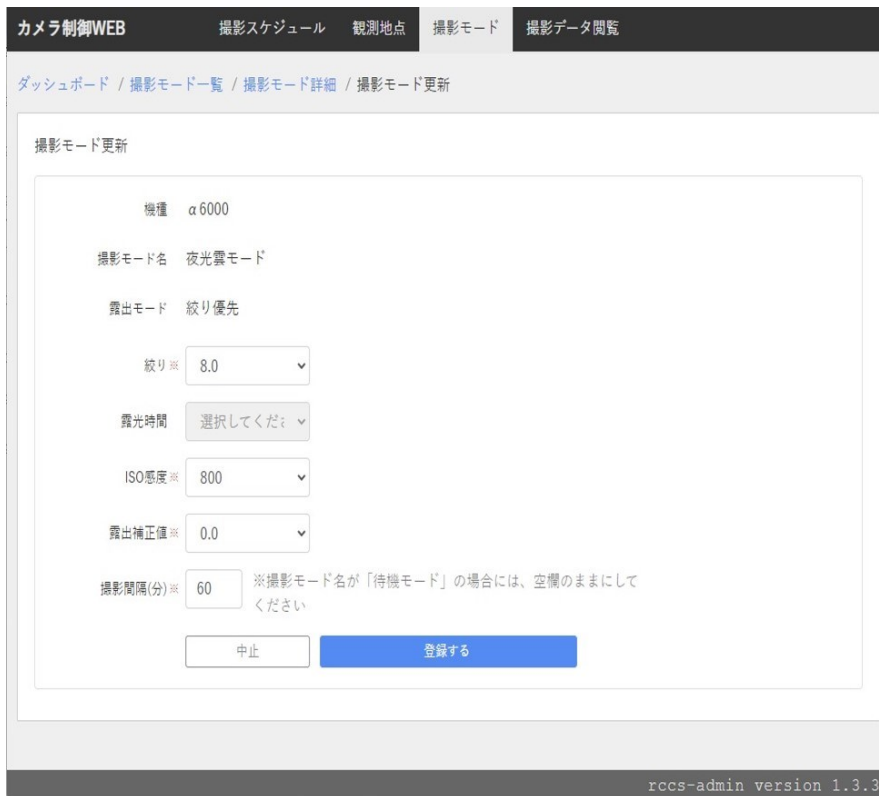 カメラ制御WEB 撮影スケジュール 観測地点 撮影モード 撮影データ閲覧
ダッシュボード / 撮影モード一覧 / 撮影モード詳細 / 撮影モード更新
撮影モード更新
機種 α6000
撮影モード名 夜光雲モード
露出モード 絞り優先
絞り※ 8.0
露光時間 選択してくださ
ISO感度※ 800
露出補正値※ 0.0
撮影間隔(分)※ 60 ※撮影モード名が「待機モード」の場合には、空欄のままにして
ください
中止 登録する
rccs-admin version 1.3.3